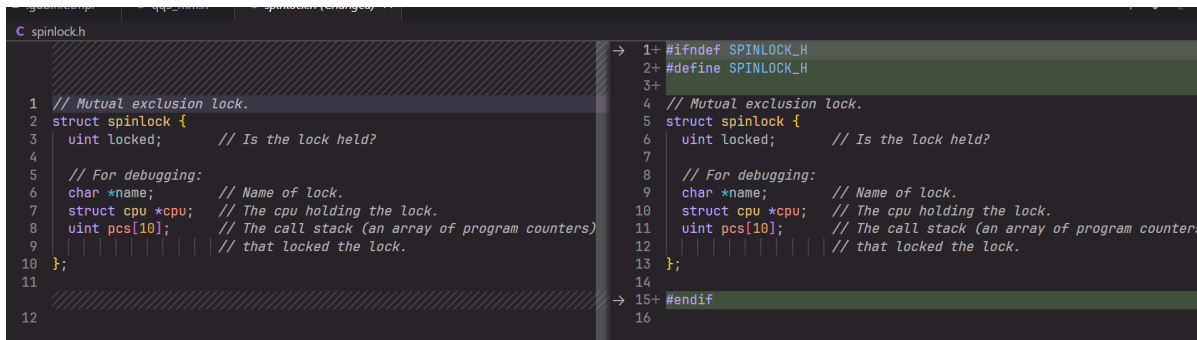 spinlock.h (Changed)
C spinlock.h
1 // Mutual exclusion lock.
2 struct spinlock {
3 uint locked; // Is the lock held?
4
5 // For debugging:
6 char *name; // Name of lock.
7 struct cpu *cpu; // The cpu holding the lock.
8 uint pcs[10]; // The call stack (an array of program counters)
9 // that locked the lock.
10 };
11
12
→ 1+ #ifndef SPINLOCK_H
2+ #define SPINLOCK_H
3+
4 // Mutual exclusion lock.
5 struct spinlock {
6 uint locked; // Is the lock held?
7
8 // For debugging:
9 char *name; // Name of lock.
10 struct cpu *cpu; // The cpu holding the lock.
11 uint pcs[10]; // The call stack (an array of program counters
12 // that locked the lock.
13 };
14
→ 15+ #endif
16